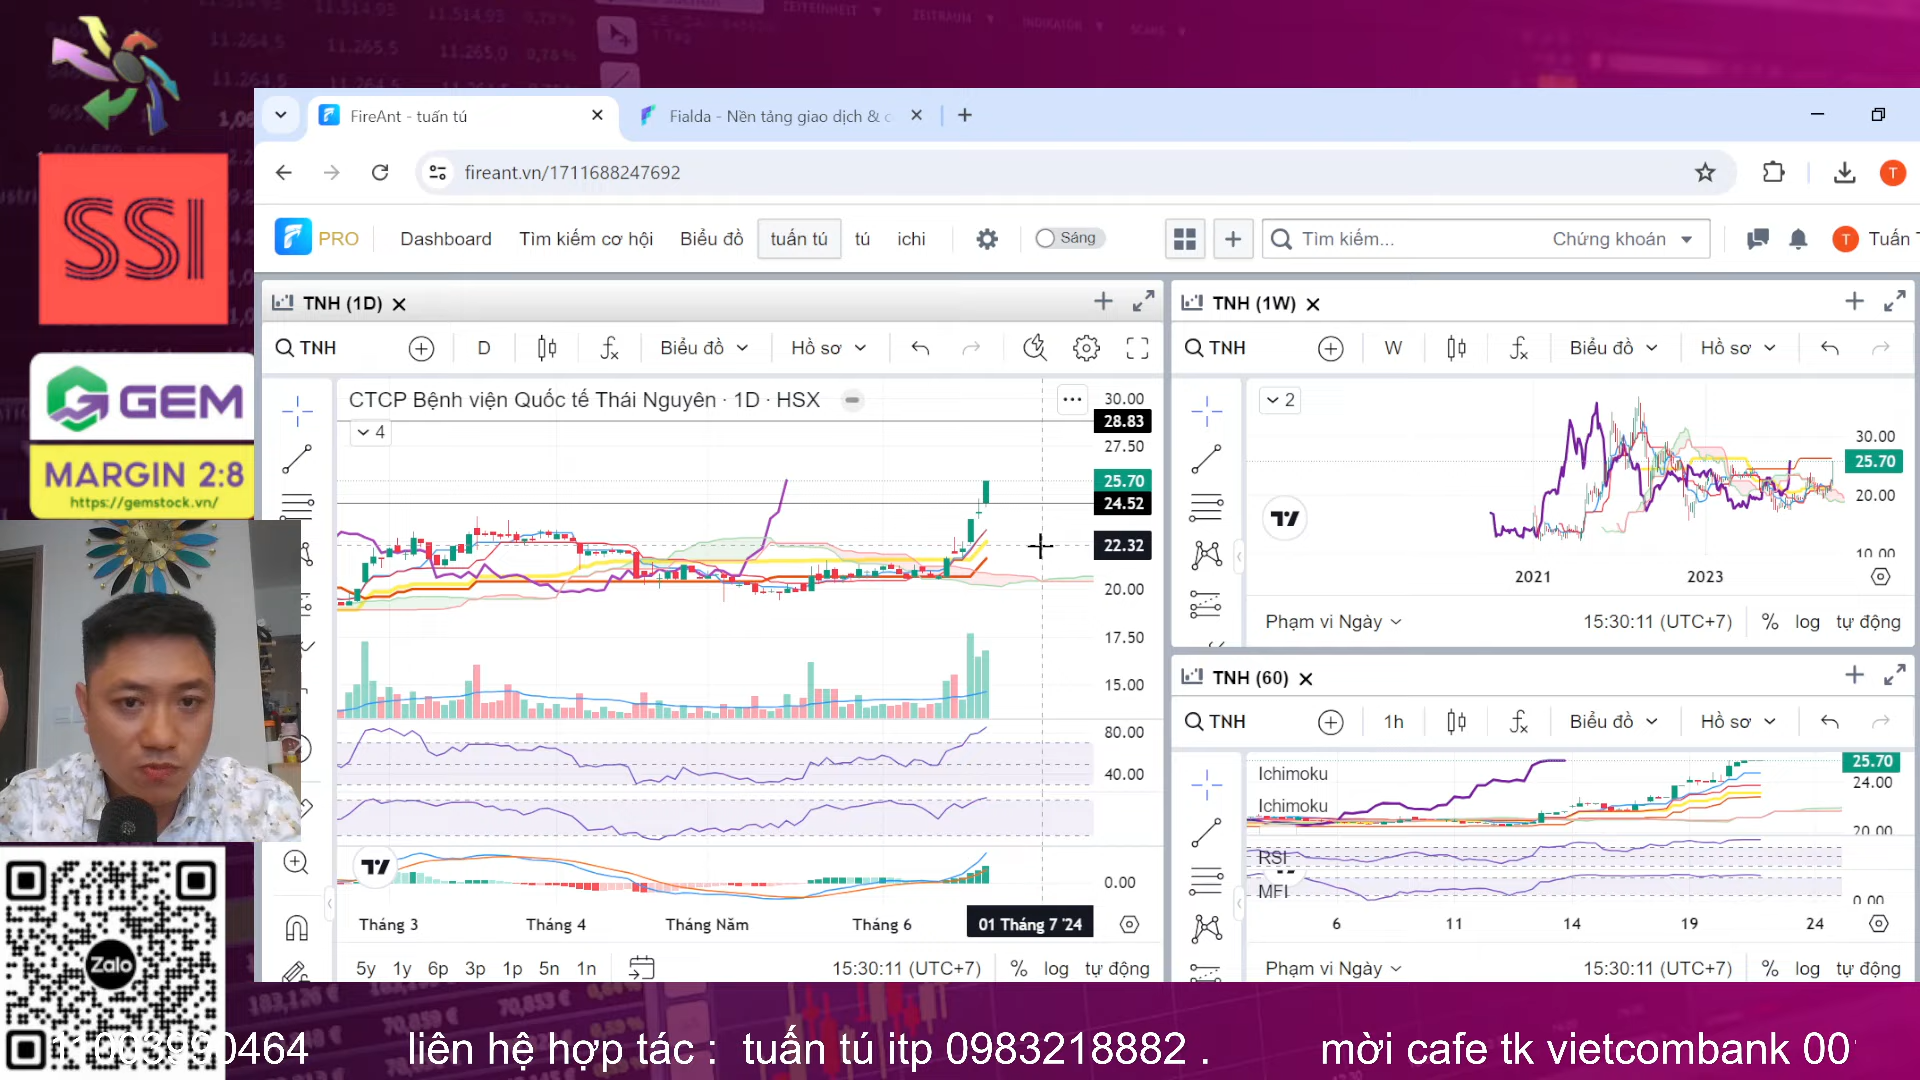 FireAnt - tuấn tú
Fialda - Nền tảng giao dịch & c
fireant.vn/1711688247692
PRO
Dashboard
Tìm kiếm cơ hội
Biểu đồ
tuấn tú
tú
ichi
Sáng
Tìm kiếm...
Chứng khoán
Tuấn T
SSI
GEM
MARGIN 2:8
https://gemstock.vn/
TNH (1D)
TNH
D
Biểu đồ
Hồ sơ
CTCP Bệnh viện Quốc tế Thái Nguyên · 1D · HSX
4
30.00
28.83
27.50
25.70
24.52
22.32
20.00
17.50
15.00
80.00
40.00
0.00
Tháng 3
Tháng 4
Tháng Năm
Tháng 6
01 Tháng 7 '24
5y 1y 6p 3p 1p 5n 1n
15:30:11 (UTC+7)
% log tự động
TNH (1W)
TNH
W
Biểu đồ
Hồ sơ
2
30.00
25.70
20.00
10.00
2021
2023
Phạm vi Ngày
15:30:11 (UTC+7)
% log tự động
TNH (60)
TNH
1h
Biểu đồ
Hồ sơ
Ichimoku
Ichimoku
RSI
MFI
25.70
24.00
20.00
0.00
6
11
14
19
24
Phạm vi Ngày
15:30:11 (UTC+7)
% log tự động
Zalo
11003990464 liên hệ hợp tác : tuấn tú itp 0983218882 . mời cafe tk vietcombank 00